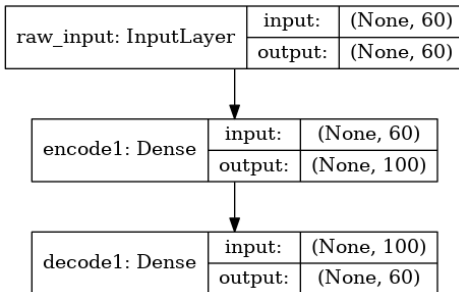 raw_input: InputLayer
input: (None, 60)
output: (None, 60)
encode1: Dense
input: (None, 60)
output: (None, 100)
decode1: Dense
input: (None, 100)
output: (None, 60)